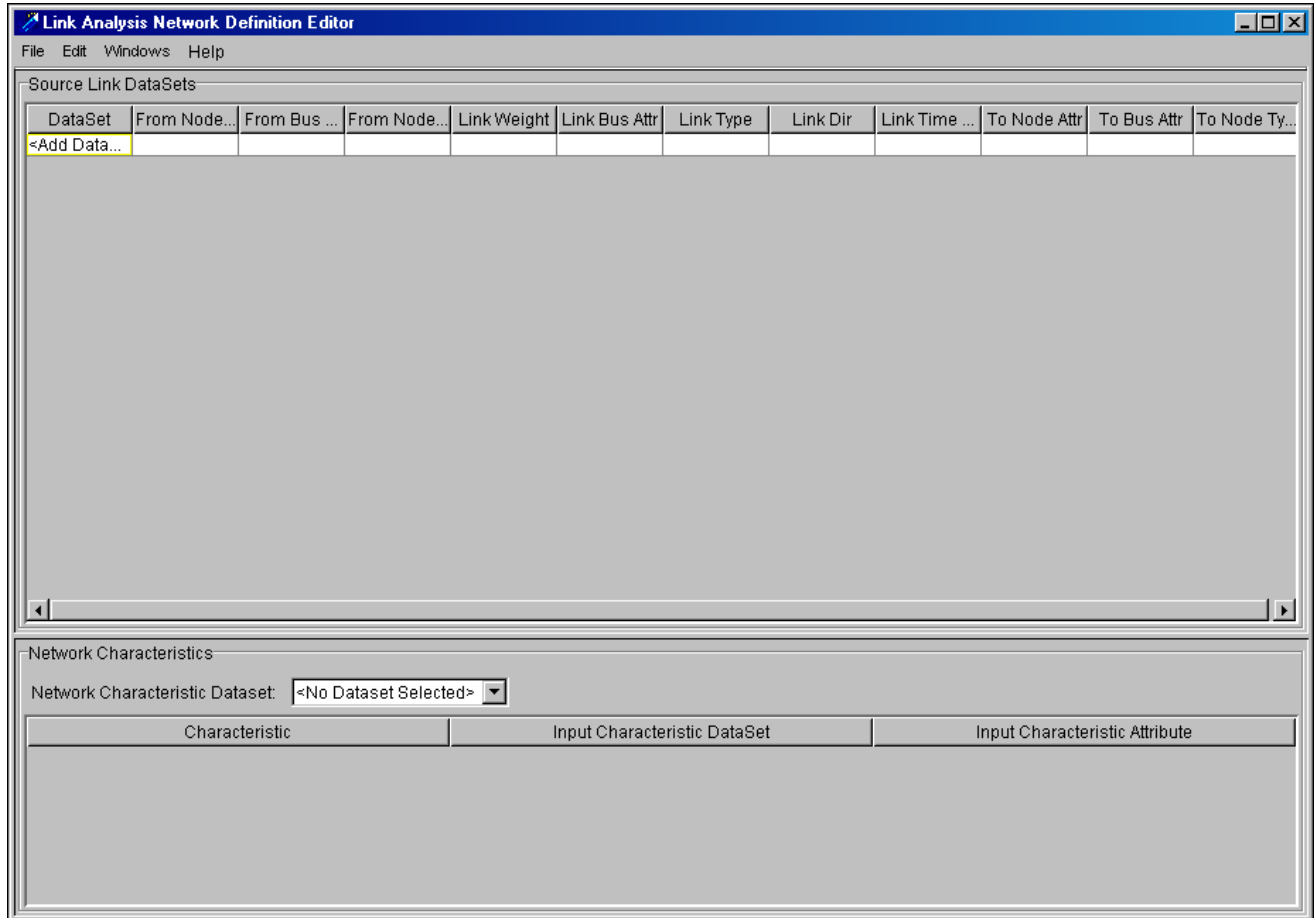 Link Analysis Network Definition Editor
File Edit Windows Help
Source Link DataSets
DataSet From Node... From Bus ... From Node... Link Weight Link Bus Attr Link Type Link Dir Link Time ... To Node Attr To Bus Attr To Node Ty...
<Add Data...
Network Characteristics
Network Characteristic Dataset: <No Dataset Selected>
Characteristic Input Characteristic DataSet Input Characteristic Attribute